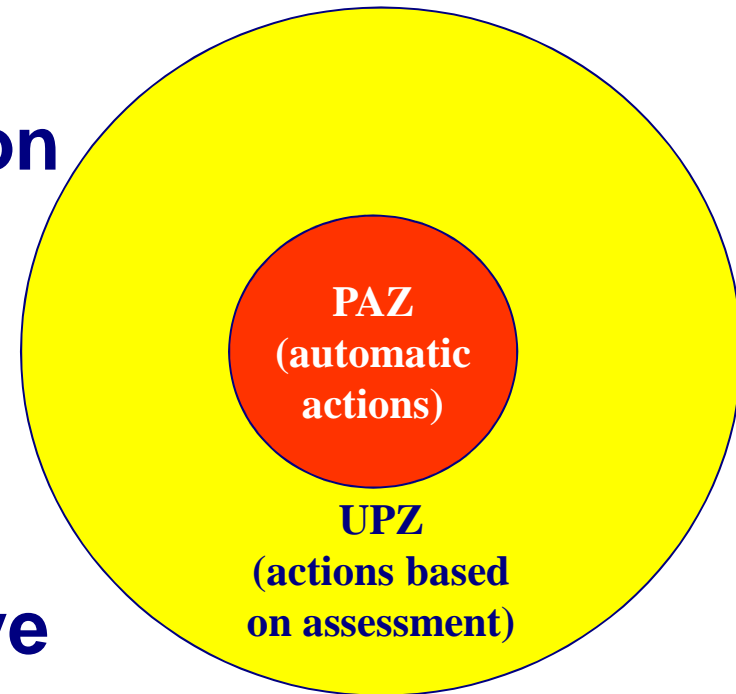 on
PAZ
(automatic
actions)
UPZ
(actions based
on assessment)
ve